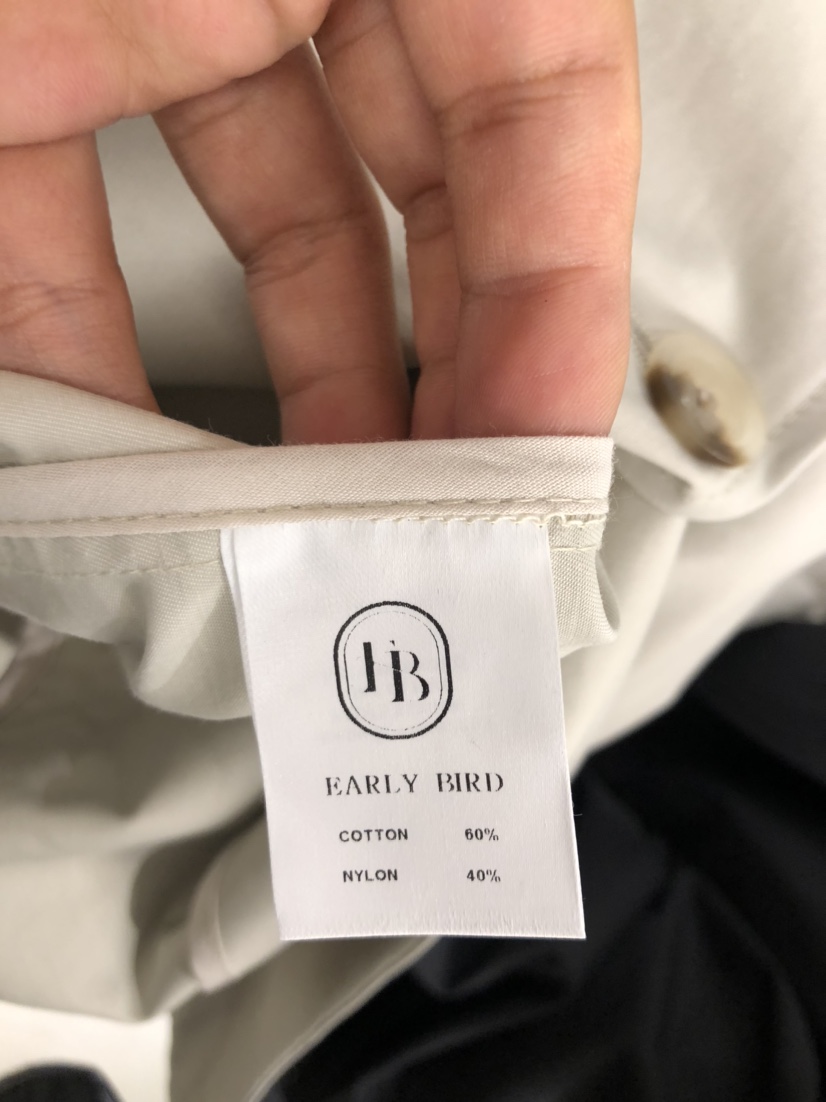 EB
EARLY BIRD
COTTON 60%
NYLON 40%